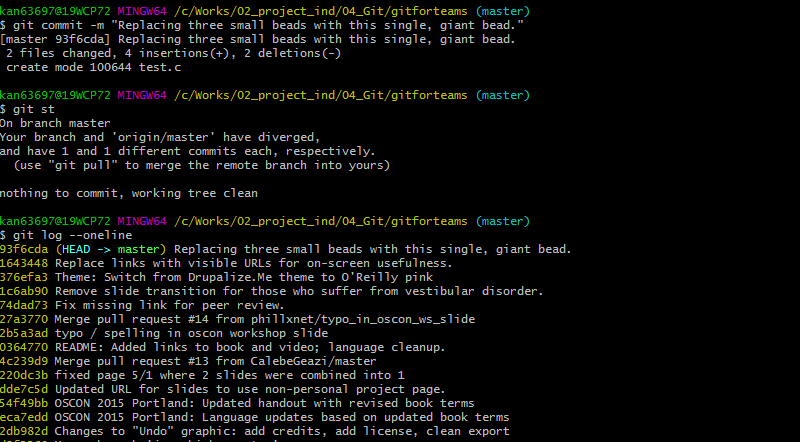 kan63697@19WCP72 MINGW64 /c/Works/02_project_ind/04_Git/gitforteams (master)
$ git commit -m "Replacing three small beads with this single, giant bead."
[master 93f6cda] Replacing three small beads with this single, giant bead.
 2 files changed, 4 insertions(+), 2 deletions(-)
 create mode 100644 test.c
kan63697@19WCP72 MINGW64 /c/Works/02_project_ind/04_Git/gitforteams (master)
$ git st
On branch master
Your branch and 'origin/master' have diverged,
and have 1 and 1 different commits each, respectively.
  (use "git pull" to merge the remote branch into yours)
nothing to commit, working tree clean
kan63697@19WCP72 MINGW64 /c/Works/02_project_ind/04_Git/gitforteams (master)
$ git log --oneline
93f6cda (HEAD -> master) Replacing three small beads with this single, giant bead.
1643448 Replace links with visible URLs for on-screen usefulness.
376efa3 Theme: Switch from Drupalize.Me theme to O'Reilly pink
1c6ab90 Remove slide transition for those who suffer from vestibular disorder.
74dad73 Fix missing link for peer review.
27a3770 Merge pull request #14 from phillxnet/typo_in_oscon_ws_slide
2b5a3ad typo / spelling in oscon workshop slide
0364770 README: Added links to book and video; language cleanup.
4c239d9 Merge pull request #13 from CalebeGeazi/master
220dc3b fixed page 5/1 where 2 slides were combined into 1
dde7c5d Updated URL for slides to use non-personal project page.
54f49bb OSCON 2015 Portland: Updated handout with revised book terms
eca7edd OSCON 2015 Portland: Language updates based on updated book terms
2db982d Changes to "Undo" graphic: add credits, add license, clean export